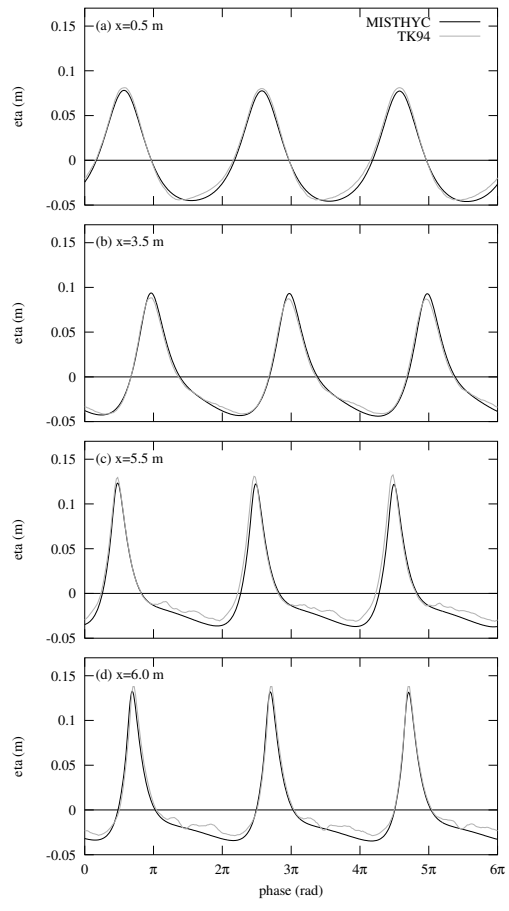 (a) x=0.5 m
MISTHYC
TK94
0.15
0.1
0.05
0
-0.05
eta (m)
(b) x=3.5 m
0.15
0.1
0.05
0
-0.05
eta (m)
(c) x=5.5 m
0.15
0.1
0.05
0
-0.05
eta (m)
(d) x=6.0 m
0.15
0.1
0.05
0
-0.05
eta (m)
0 π 2π 3π 4π 5π 6π
phase (rad)